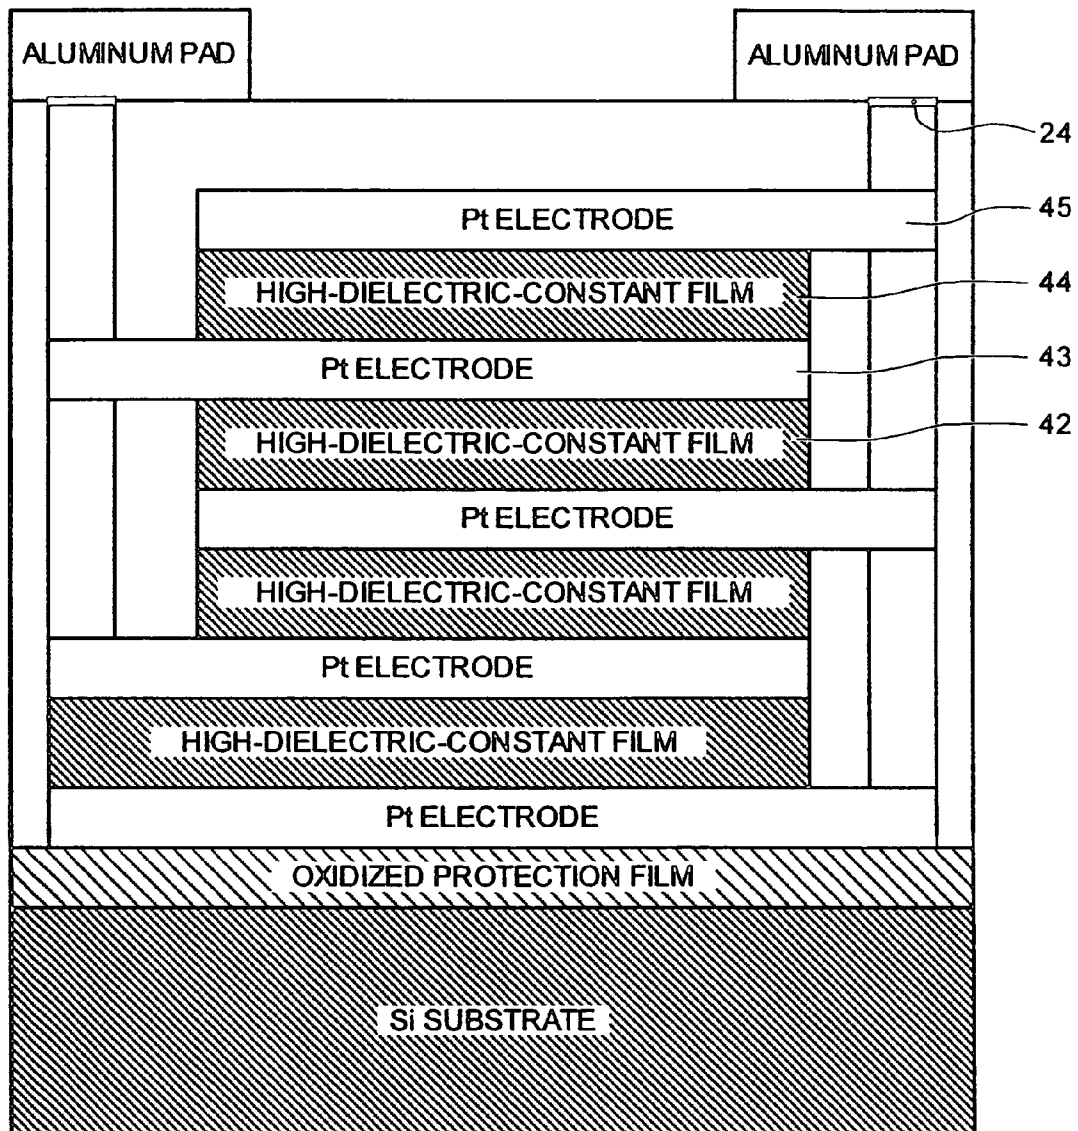 ALUMINUM PAD
ALUMINUM PAD
24
Pt ELECTRODE
45
HIGH-DIELECTRIC-CONSTANT FILM
44
Pt ELECTRODE
43
HIGH-DIELECTRIC-CONSTANT FILM
42
Pt ELECTRODE
HIGH-DIELECTRIC-CONSTANT FILM
Pt ELECTRODE
HIGH-DIELECTRIC-CONSTANT FILM
Pt ELECTRODE
OXIDIZED PROTECTION FILM
Si SUBSTRATE